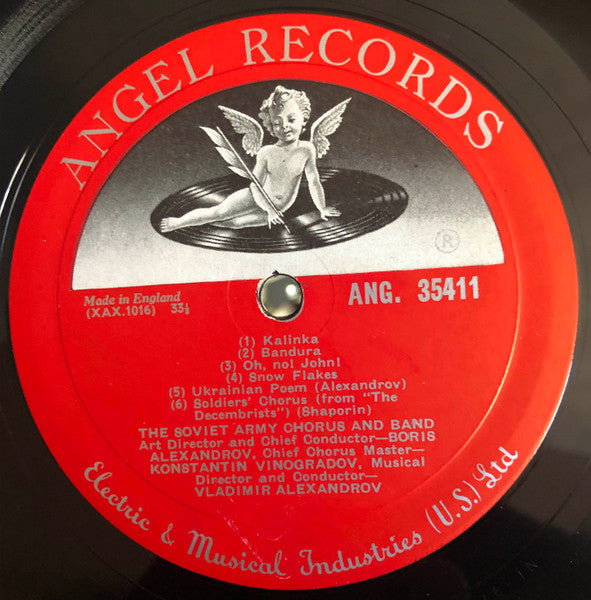 ANGEL RECORDS
®
Made in England
(XAX.1016) 33⅓
ANG. 35411
(1) Kalinka
(2) Bandura
(3) Oh, no! John!
(4) Snow Flakes
(5) Ukrainian Poem (Alexandrov)
(6) Soldiers' Chorus (from "The
Decembrists") (Shaporin)
THE SOVIET ARMY CHORUS AND BAND
Art Director and Chief Conductor—BORIS
ALEXANDROV, Chief Chorus Master—
KONSTANTIN VINOGRADOV, Musical
Director and Conductor—
VLADIMIR ALEXANDROV
Electric & Musical Industries (U.S.) Ltd